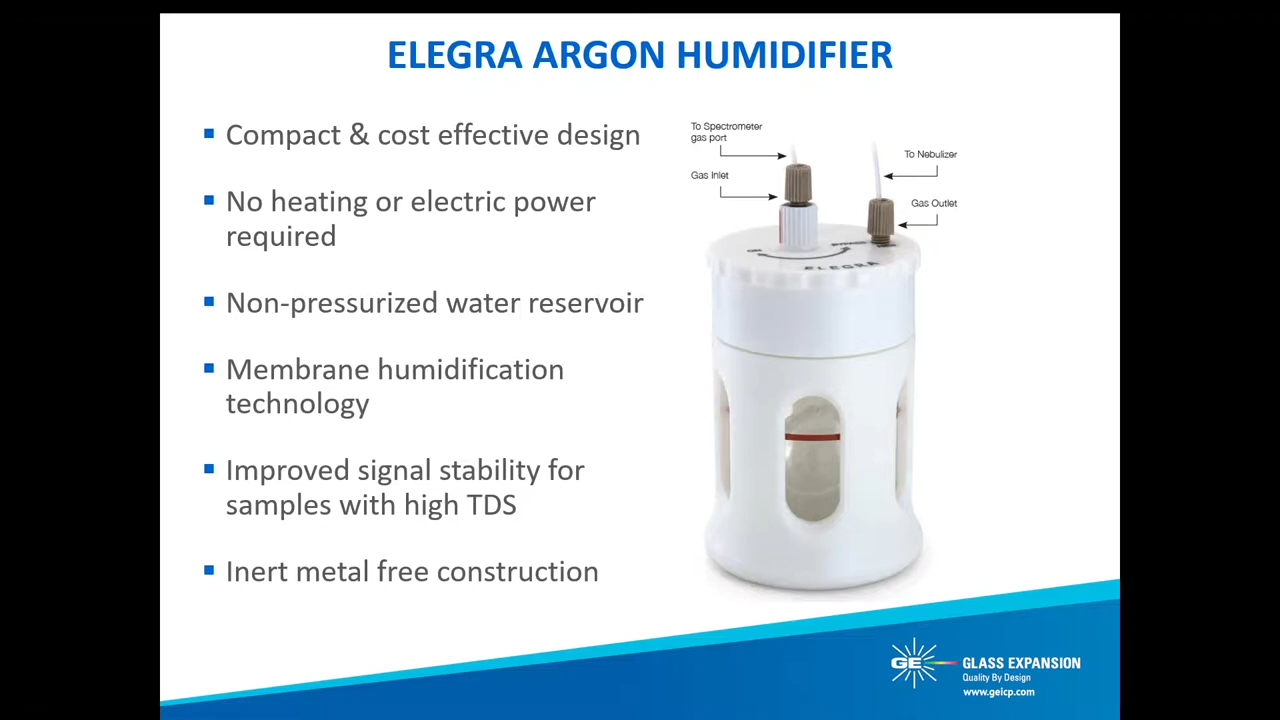 ELEGRA ARGON HUMIDIFIER
Compact & cost effective design
No heating or electric power
required
Non-pressurized water reservoir
Membrane humidification
technology
Improved signal stability for
samples with high TDS
Inert metal free construction
To Spectrometer
gas port
Gas Inlet
To Nebulizer
Gas Outlet
ON
ELEGRA
GE
GLASS EXPANSION
Quality By Design
www.geicp.com